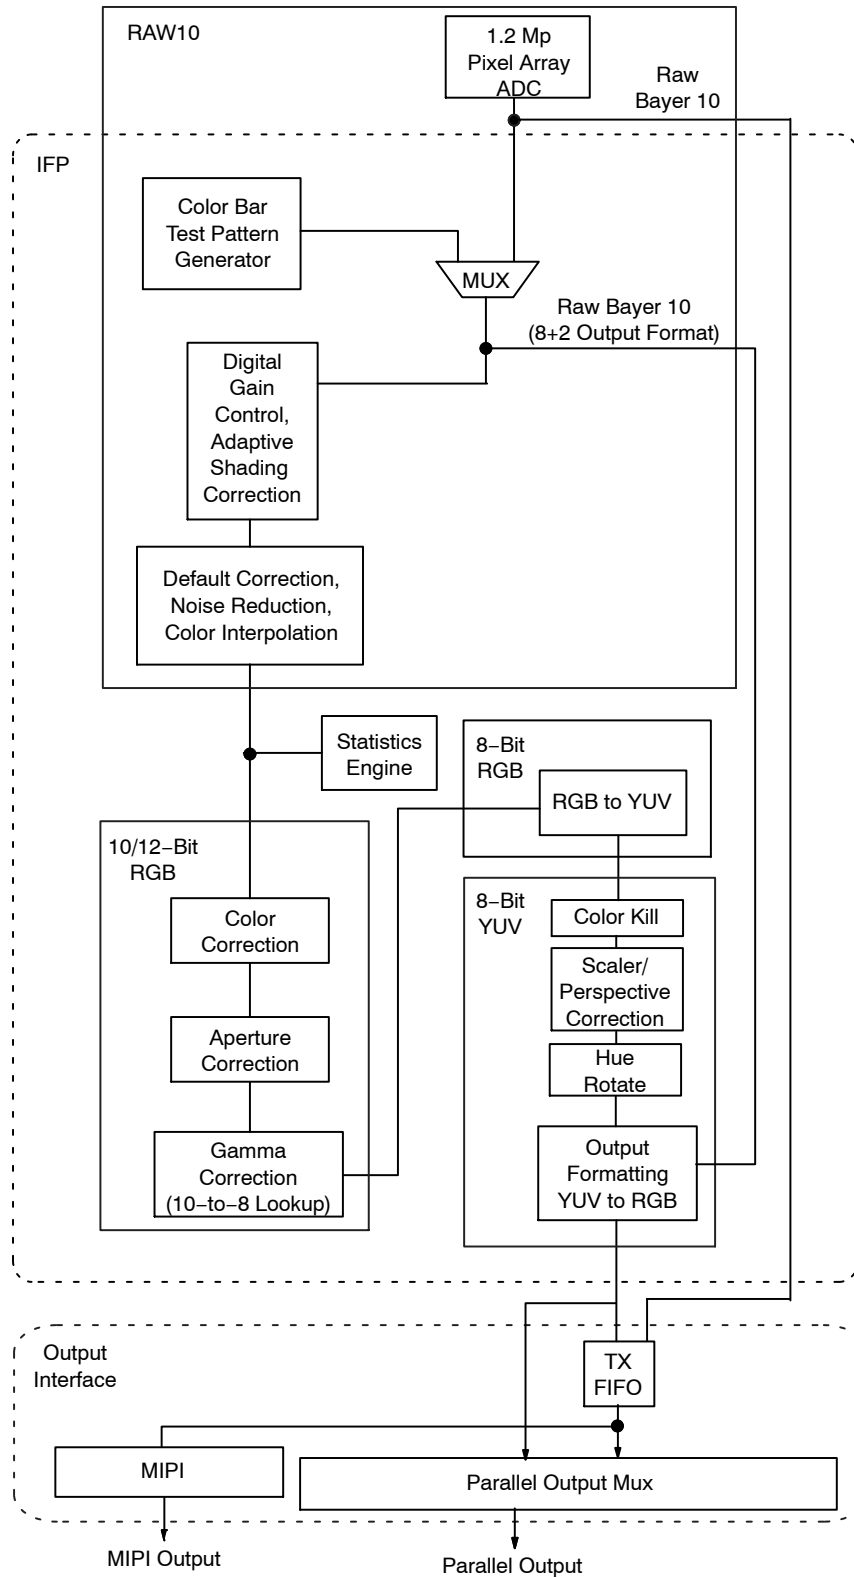 RAW10
1.2 Mp
Pixel Array
ADC
Raw
Bayer 10
IFP
Color Bar
Test Pattern
Generator
MUX
Raw Bayer 10
(8+2 Output Format)
Digital
Gain
Control,
Adaptive
Shading
Correction
Default Correction,
Noise Reduction,
Color Interpolation
Statistics
Engine
8−Bit
RGB
RGB to YUV
10/12−Bit
RGB
Color
Correction
Aperture
Correction
Gamma
Correction
(10−to−8 Lookup)
8−Bit
YUV
Color Kill
Scaler/
Perspective
Correction
Hue
Rotate
Output
Formatting
YUV to RGB
Output
Interface
TX
FIFO
MIPI
Parallel Output Mux
MIPI Output
Parallel Output